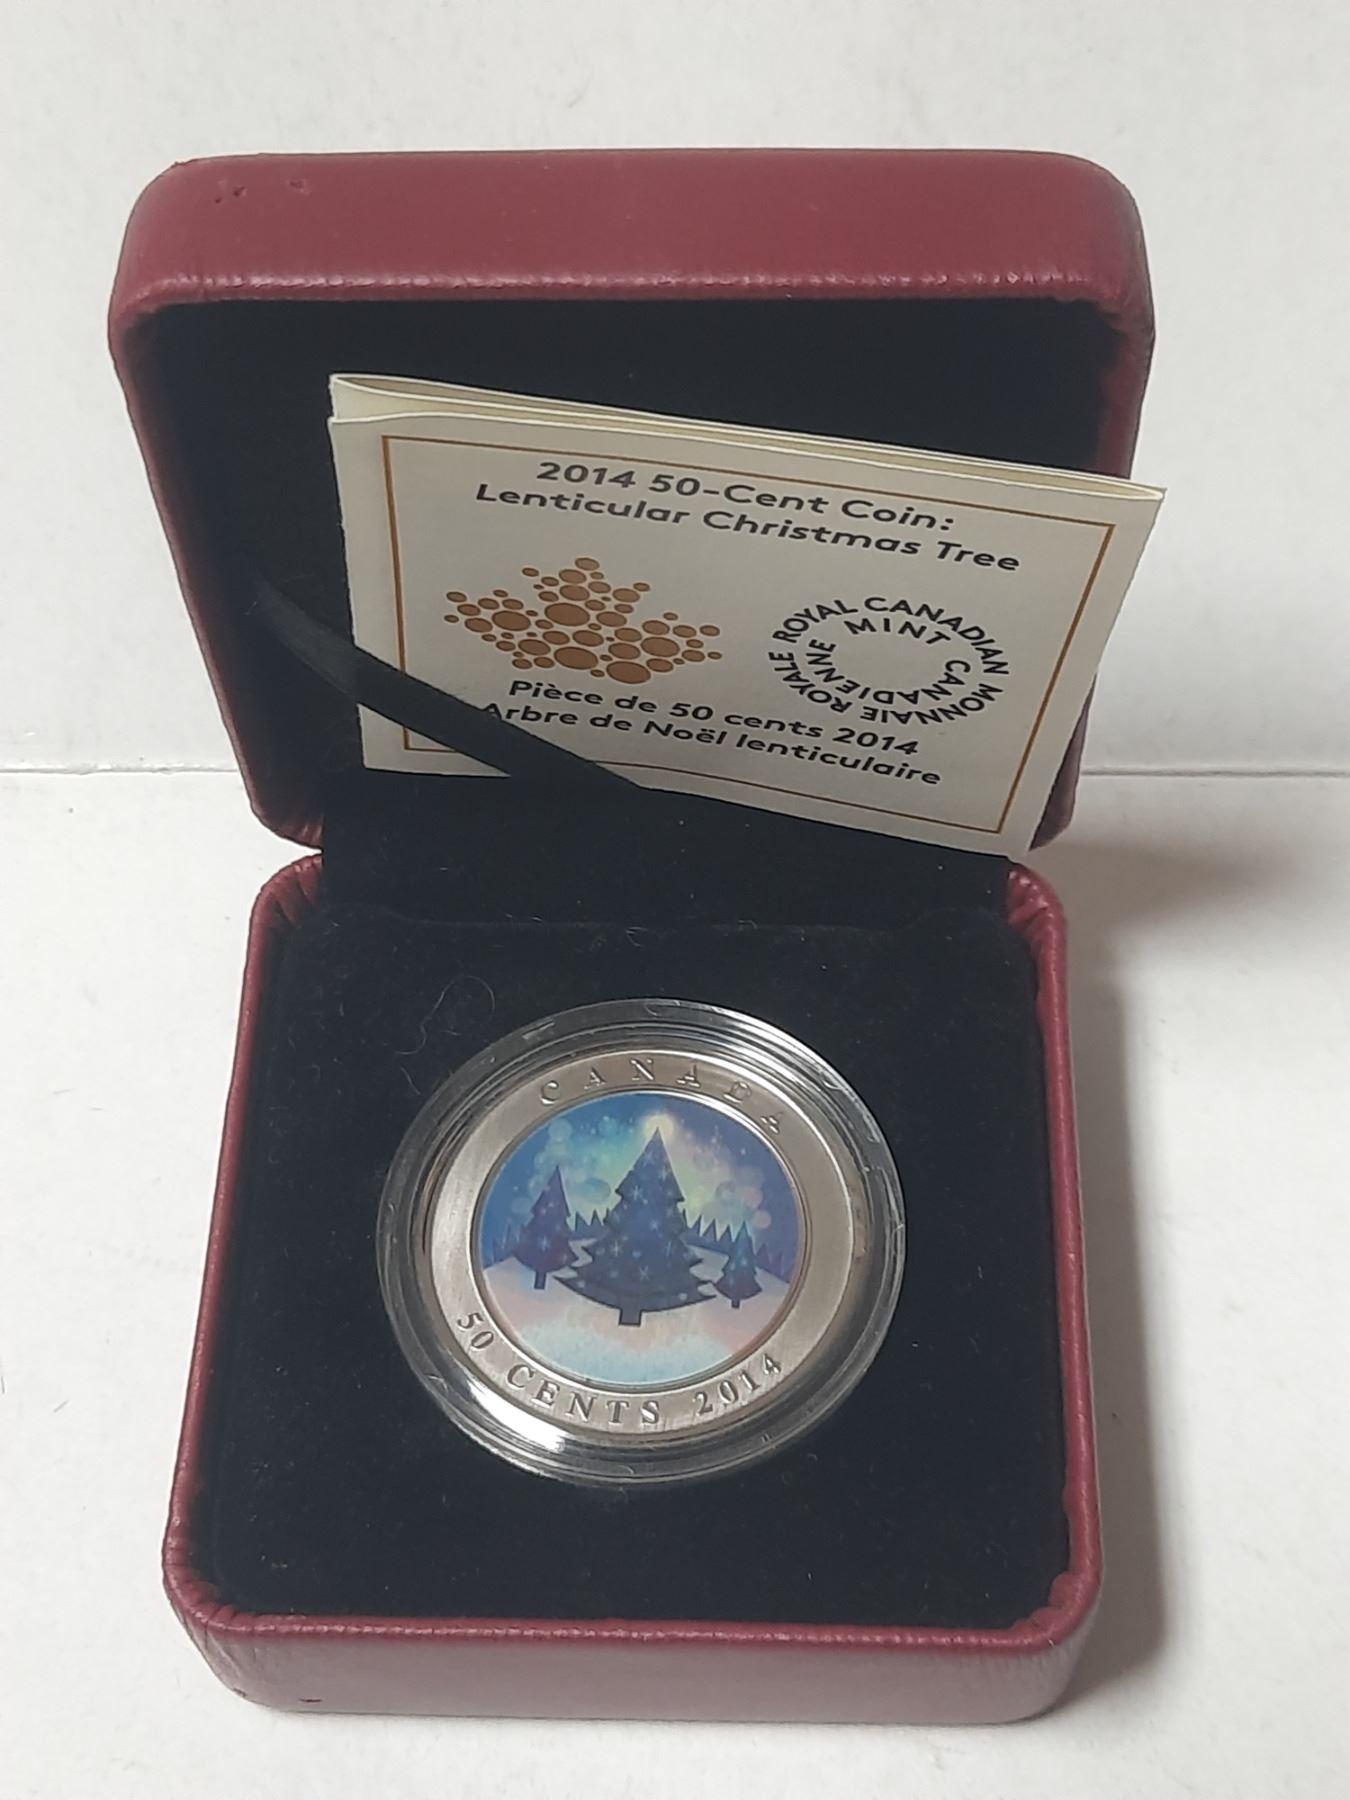 2014 50-Cent Coin:
Lenticular Christmas Tree
ROYAL CANADIAN MINT
MONNAIE ROYALE CANADIENNE
Pièce de 50 cents 2014
Arbre de Noël lenticulaire
CANADA
50 CENTS 2014